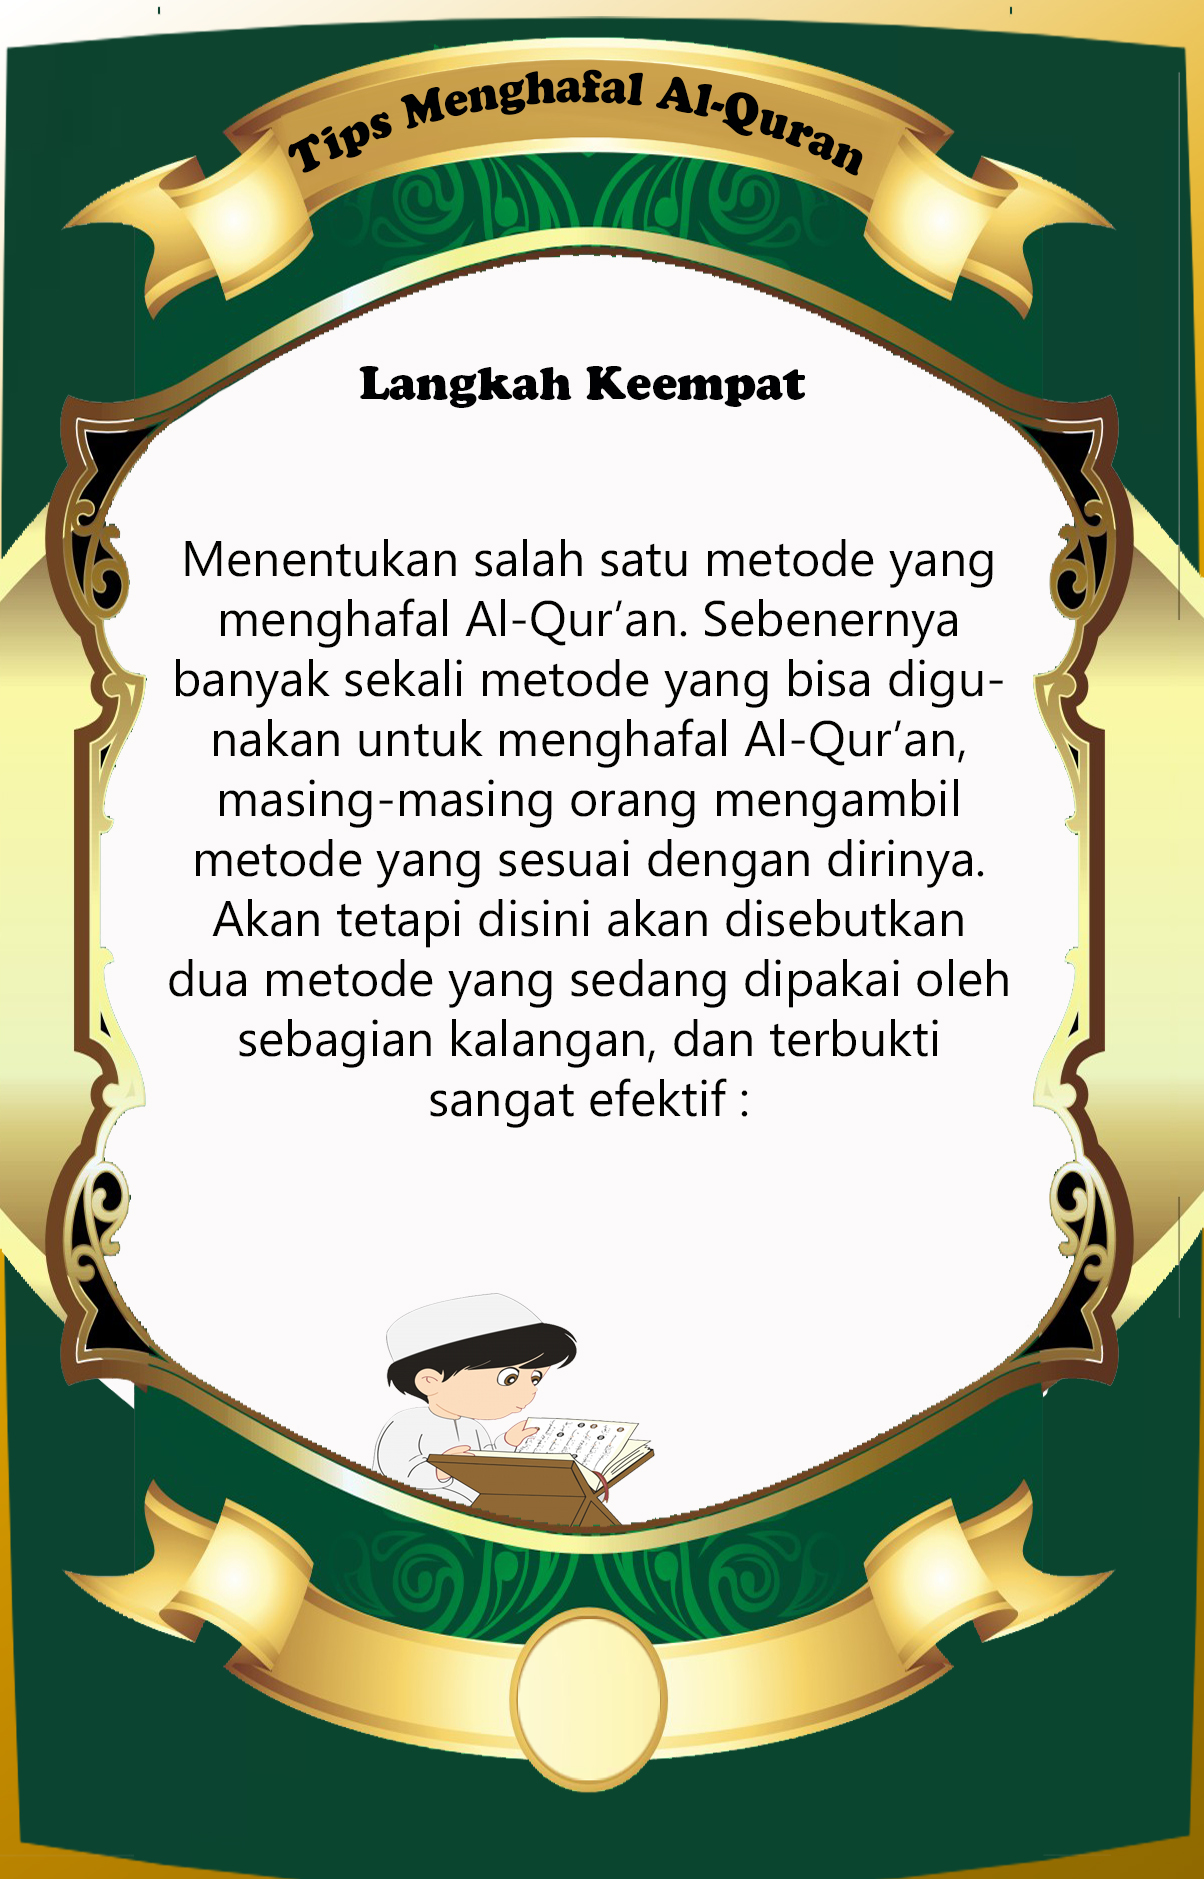 Tips Menghafal Al-Quran
Langkah Keempat
Menentukan salah satu metode yang
menghafal Al-Qur’an. Sebenernya
banyak sekali metode yang bisa digu-
nakan untuk menghafal Al-Qur’an,
masing-masing orang mengambil
metode yang sesuai dengan dirinya.
Akan tetapi disini akan disebutkan
dua metode yang sedang dipakai oleh
sebagian kalangan, dan terbukti
sangat efektif :